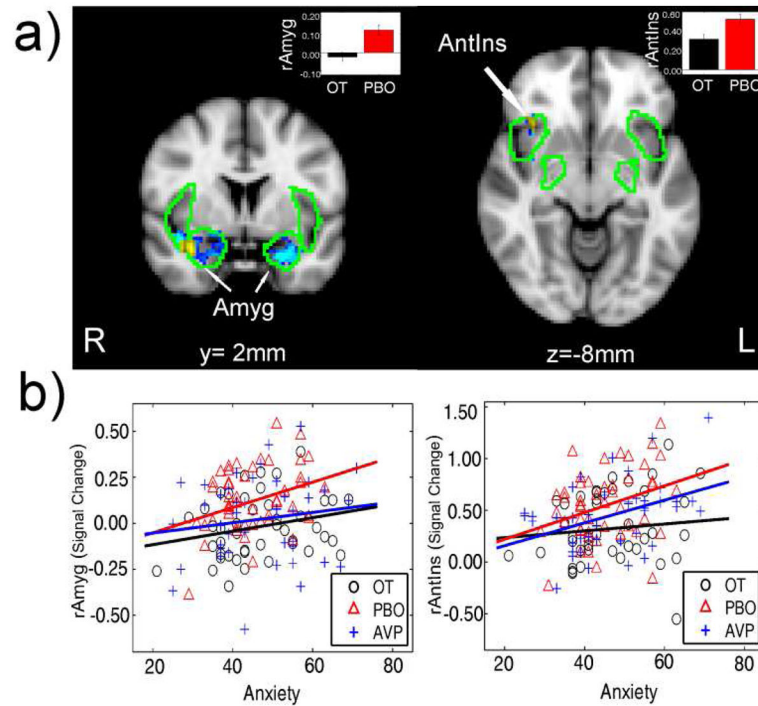 a)
rAmyg
0.20
0.10
0.00
-0.10
OT PBO
Amyg
R
y= 2mm
AntIns
rAntIns
0.60
0.40
0.20
0.00
OT PBO
z=-8mm
L
b)
rAmyg (Signal Change)
0.50
0.25
0.00
-0.25
-0.50
20 40 60 80
Anxiety
OT
PBO
AVP
rAntIns (Signal Change)
1.50
1.00
0.50
0.00
-0.50
20 40 60 80
Anxiety
OT
PBO
AVP